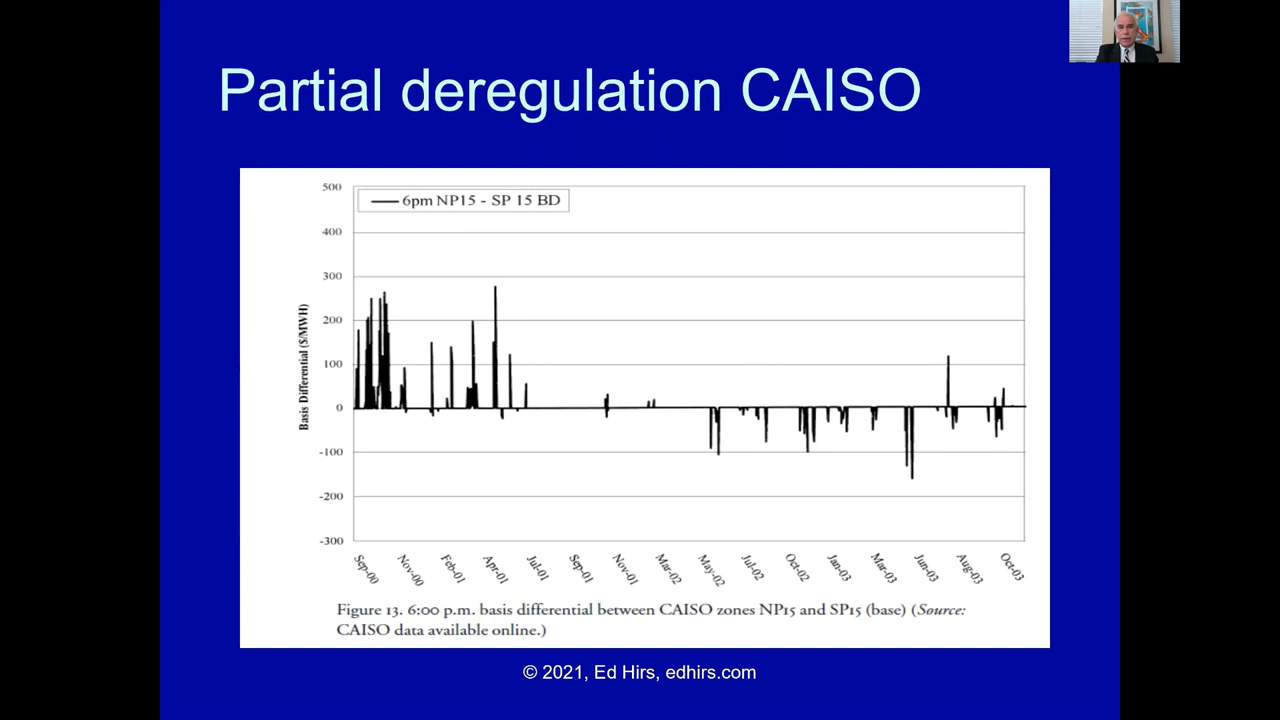 Partial deregulation CAISO
6pm NP15 - SP 15 BD
500
400
300
200
100
0
-100
-200
-300
Basis Differential ($/MWH)
Sep-00
Nov-00
Feb-01
Apr-01
Jul-01
Sep-01
Nov-01
Mar-02
May-02
Jul-02
Oct-02
Jan-03
Mar-03
Jun-03
Aug-03
Oct-03
Figure 13. 6:00 p.m. basis differential between CAISO zones NP15 and SP15 (base) (Source:
CAISO data available online.)
© 2021, Ed Hirs, edhirs.com